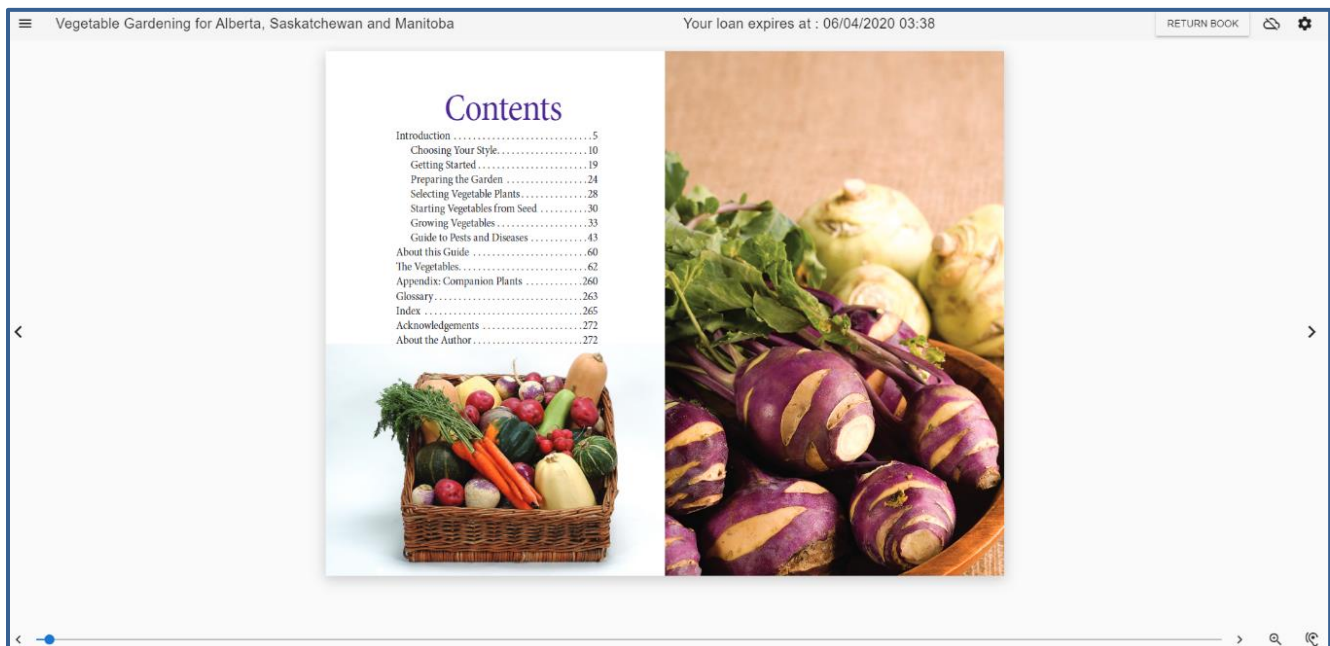 Vegetable Gardening for Alberta, Saskatchewan and Manitoba
Your loan expires at : 06/04/2020 03:38
RETURN BOOK
Contents
Introduction . . . . . . . . . . . . . . . . . . . . . . . . . . . . . 5
Choosing Your Style. . . . . . . . . . . . . . . . . . . 10
Getting Started . . . . . . . . . . . . . . . . . . . . . . . 19
Preparing the Garden . . . . . . . . . . . . . . . . . 24
Selecting Vegetable Plants. . . . . . . . . . . . . . 28
Starting Vegetables from Seed . . . . . . . . . . 30
Growing Vegetables . . . . . . . . . . . . . . . . . . . 33
Guide to Pests and Diseases . . . . . . . . . . . . 43
About this Guide . . . . . . . . . . . . . . . . . . . . . . . . 60
The Vegetables. . . . . . . . . . . . . . . . . . . . . . . . . . . 62
Appendix: Companion Plants . . . . . . . . . . . . 260
Glossary. . . . . . . . . . . . . . . . . . . . . . . . . . . . . . . 263
Index . . . . . . . . . . . . . . . . . . . . . . . . . . . . . . . . . 265
Acknowledgements . . . . . . . . . . . . . . . . . . . . . 272
About the Author . . . . . . . . . . . . . . . . . . . . . . . 272